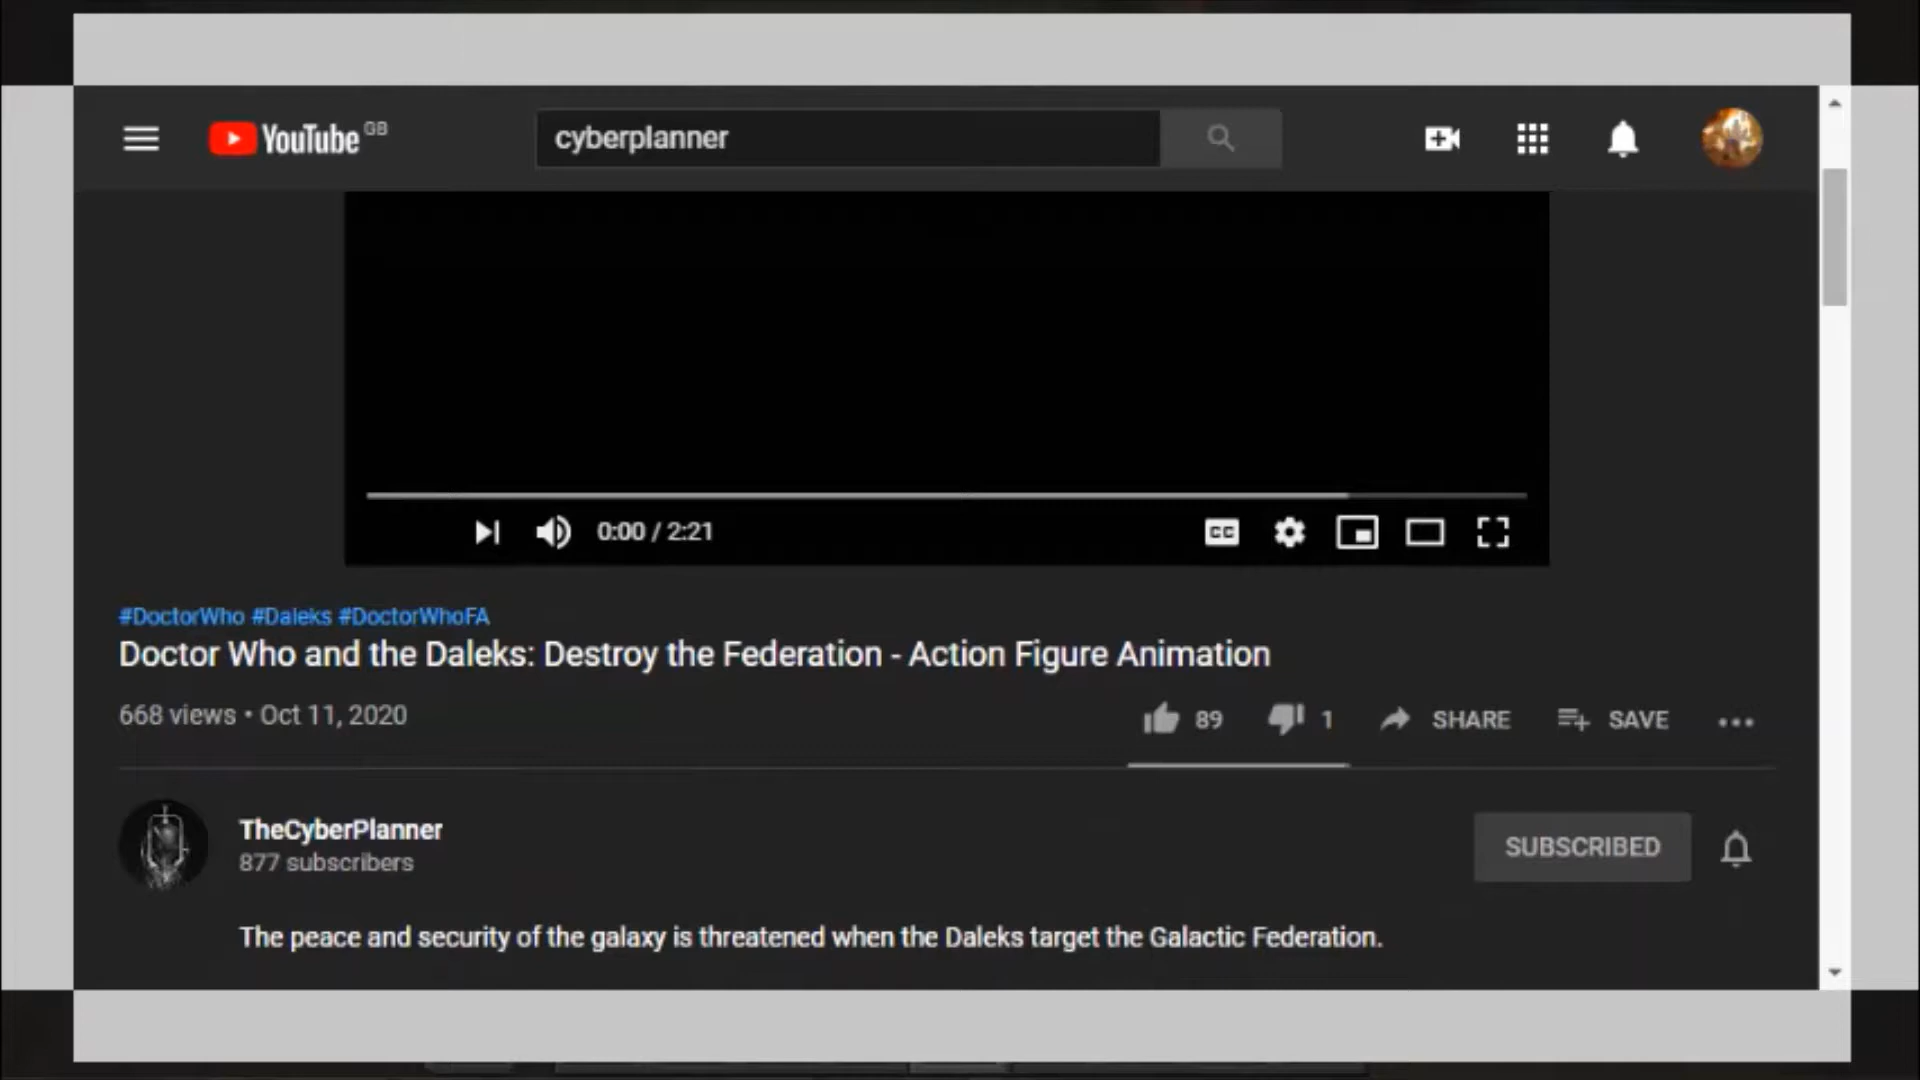 YouTube GB
cyberplanner
0:00 / 2:21
CC
#DoctorWho #Daleks #DoctorWhoFA
Doctor Who and the Daleks: Destroy the Federation - Action Figure Animation
668 views • Oct 11, 2020
89 1 SHARE SAVE
TheCyberPlanner
877 subscribers
SUBSCRIBED
The peace and security of the galaxy is threatened when the Daleks target the Galactic Federation.